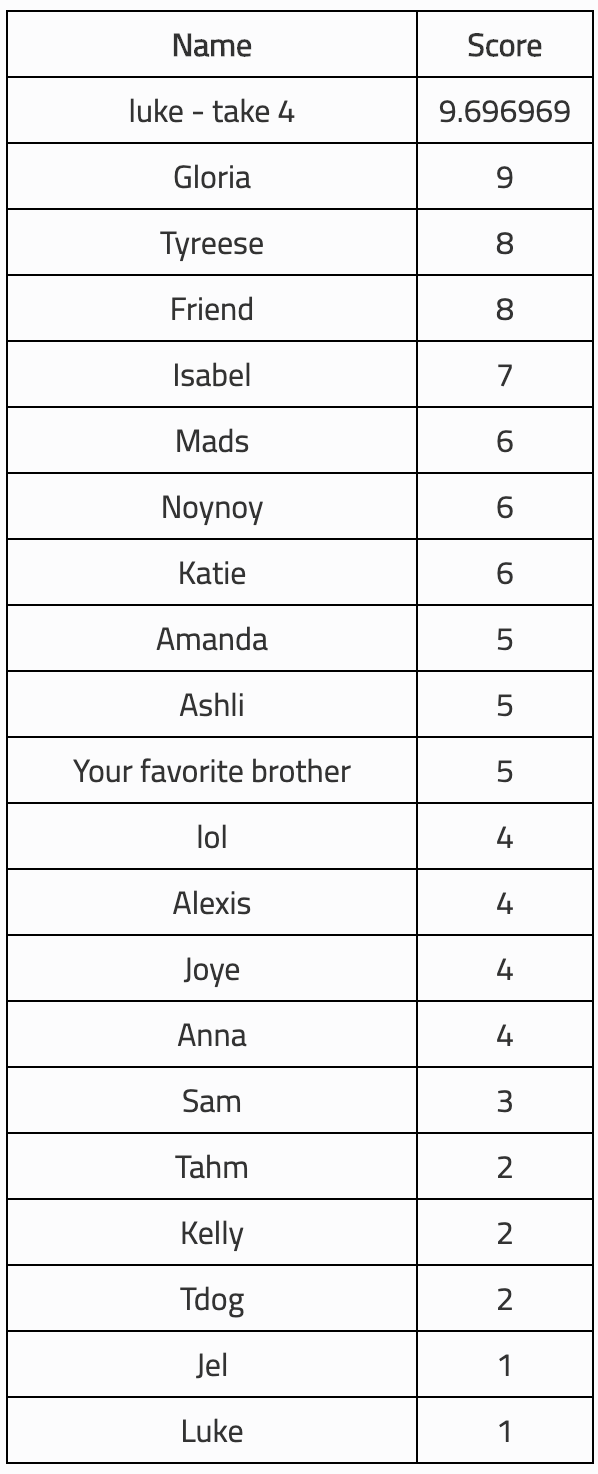 Name Score
luke - take 4 9.696969
Gloria 9
Tyreese 8
Friend 8
Isabel 7
Mads 6
Noynoy 6
Katie 6
Amanda 5
Ashli 5
Your favorite brother 5
lol 4
Alexis 4
Joye 4
Anna 4
Sam 3
Tahm 2
Kelly 2
Tdog 2
Jel 1
Luke 1